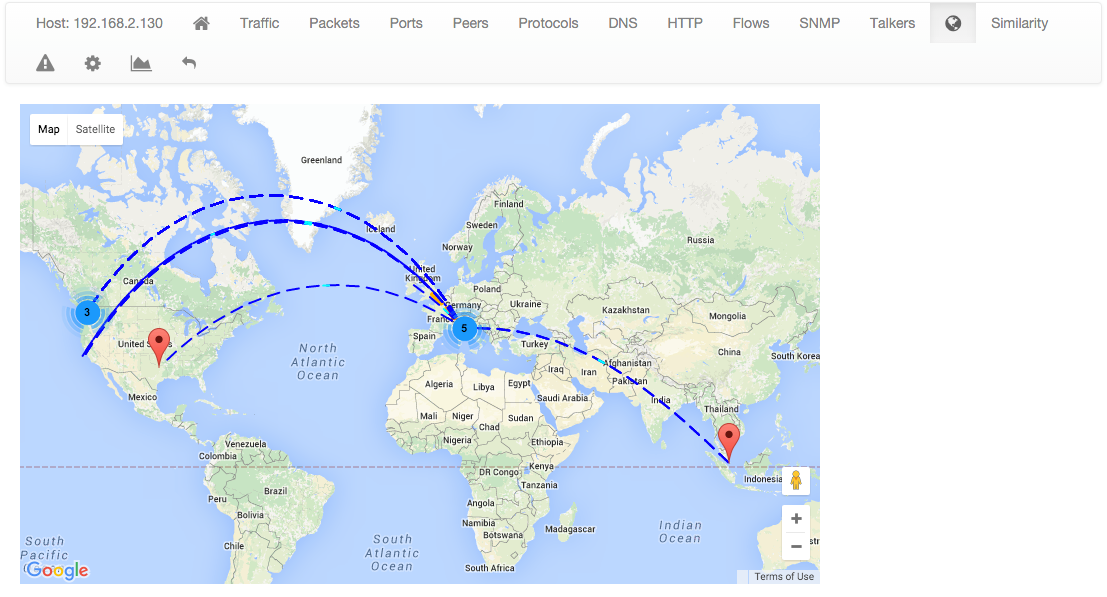 Host: 192.168.2.130 Traffic Packets Ports Peers Protocols DNS HTTP Flows SNMP Talkers Similarity
Map Satellite
Greenland
Finland
Iceland
Sweden
Russia
Norway
United
Kingdom
Canada
Poland
Germany
Ukraine
Kazakhstan
3
Mongolia
5
Spain
Turkey
North
Atlantic
Ocean
China
South Korea
Afghanistan
Iraq
Iran
Pakistan
Algeria
Libya
Egypt
Mexico
Saudi Arabia
India
Thailand
Mali
Niger
Sudan
Chad
Nigeria
Ethiopia
Venezuela
Colombia
Kenya
DR Congo
Indonesia
Tanzania
Brazil
Peru
Angola
Bolivia
Namibia
Madagascar
Botswana
Indian
Ocean
South
Pacific
South
Atlantic
Ocean
Chile
South Africa
Google
Terms of Use